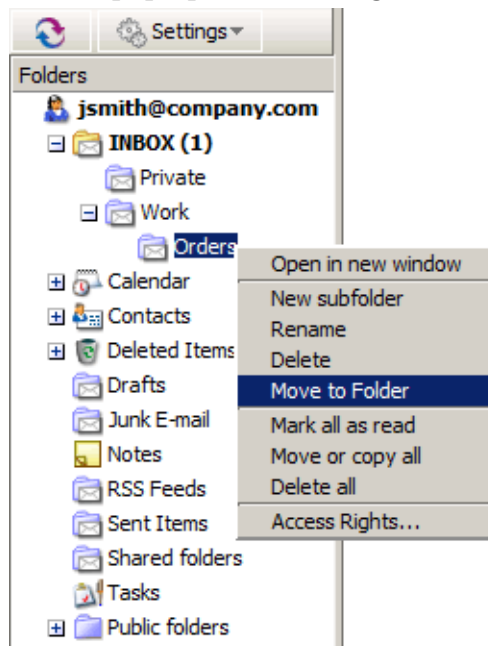 Settings
Folders
jsmith@company.com
INBOX (1)
Private
Work
Orders
Open in new window
New subfolder
Rename
Delete
Move to Folder
Mark all as read
Move or copy all
Delete all
Access Rights...
Calendar
Contacts
Deleted Items
Drafts
Junk E-mail
Notes
RSS Feeds
Sent Items
Shared folders
Tasks
Public folders